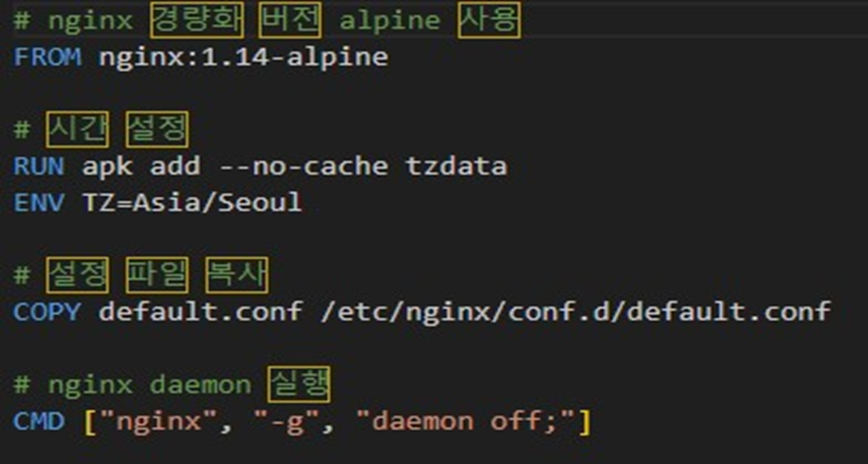 # nginx 경량화 버전 alpine 사용
FROM nginx:1.14-alpine
# 시간 설정
RUN apk add --no-cache tzdata
ENV TZ=Asia/Seoul
# 설정 파일 복사
COPY default.conf /etc/nginx/conf.d/default.conf
# nginx daemon 실행
CMD ["nginx", "-g", "daemon off;"]